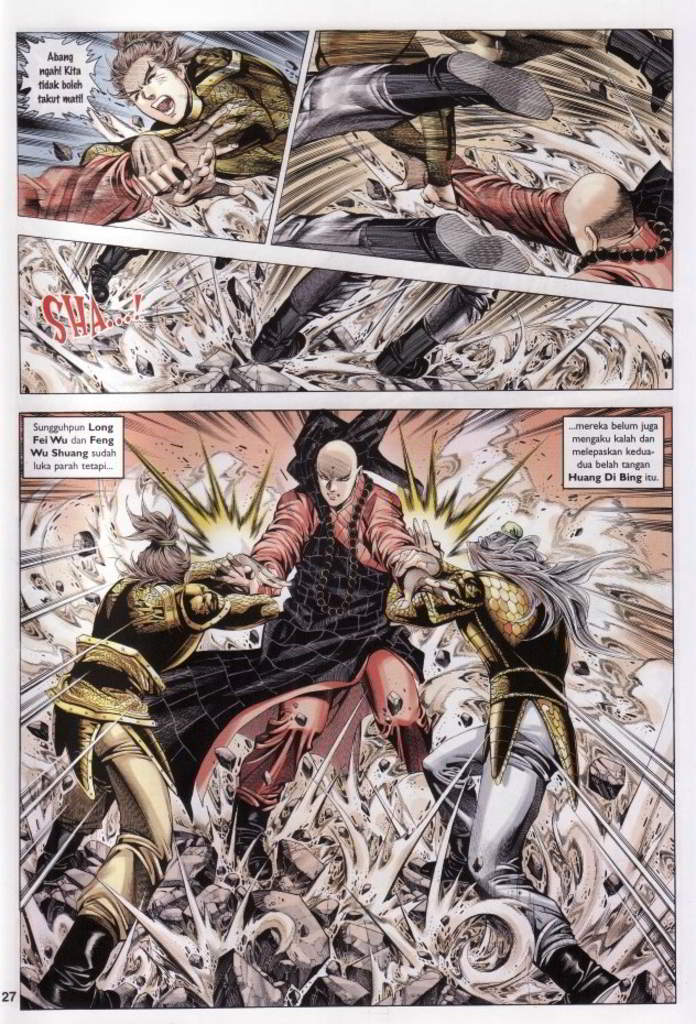 Abang
ngah! Kita
tidak boleh
takut mati!
SHA...!
Sungguhpun Long
Fei Wu dan Feng
Wu Shuang sudah
luka parah tetapi...
...mereka belum juga
mengaku kalah dan
melepaskan kedua-
dua belah tangan
Huang Di Bing itu.
27